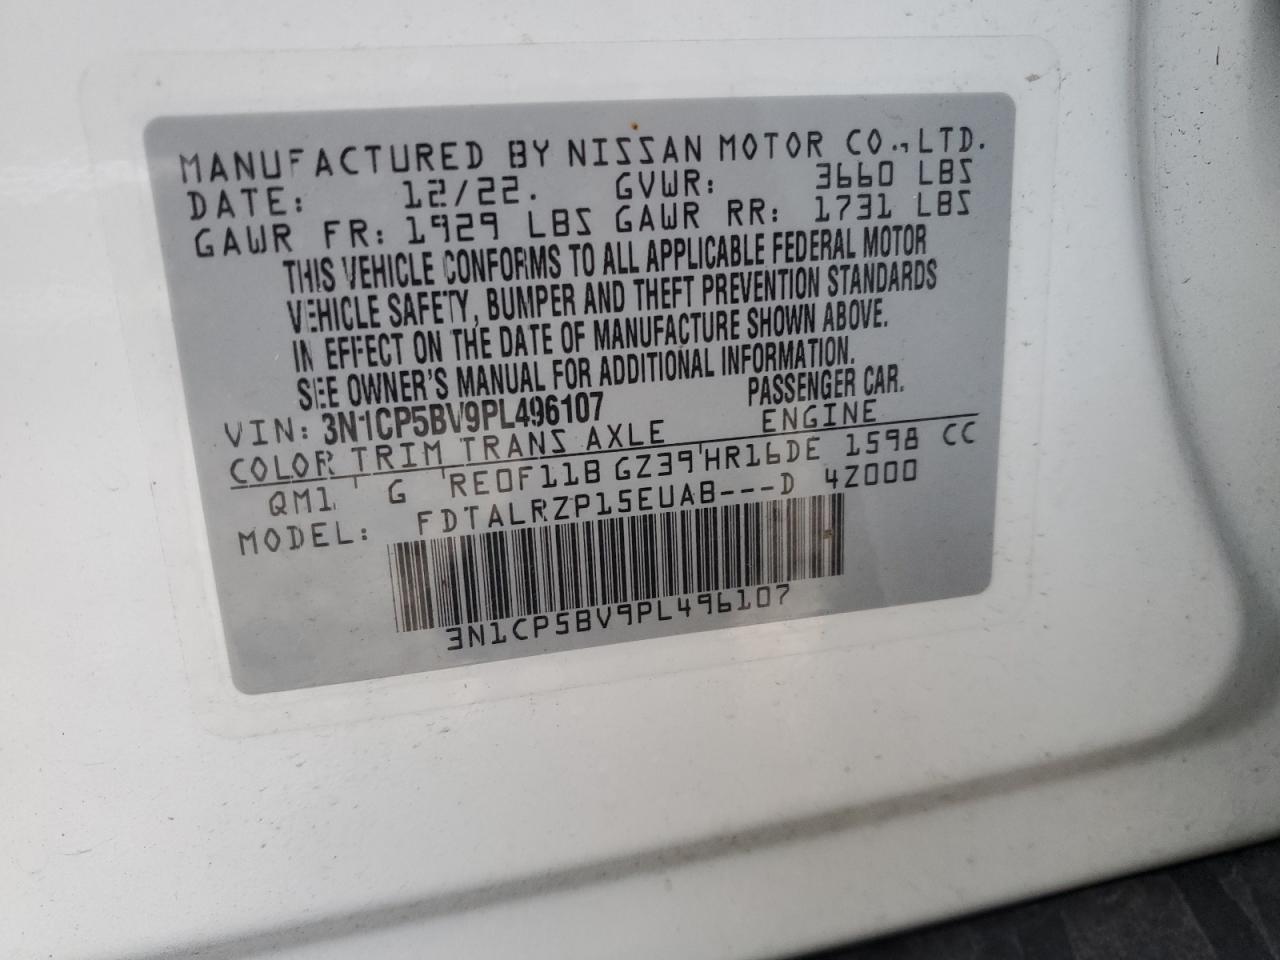 MANUFACTURED BY NISSAN MOTOR CO., LTD.
DATE: 12/22. GVWR: 3660 LBS
GAWR FR: 1929 LBS GAWR RR: 1731 LBS
THIS VEHICLE CONFORMS TO ALL APPLICABLE FEDERAL MOTOR
VEHICLE SAFETY, BUMPER AND THEFT PREVENTION STANDARDS
IN EFFECT ON THE DATE OF MANUFACTURE SHOWN ABOVE.
SEE OWNER'S MANUAL FOR ADDITIONAL INFORMATION.
VIN: 3N1CP5BV9PL496107 PASSENGER CAR.
COLOR TRIM TRANS AXLE ENGINE
QM1 G RE0F11B GZ39 HR16DE 1598 CC
MODEL: FDTALRZP15EUAB---D 4Z000
3N1CP5BV9PL496107